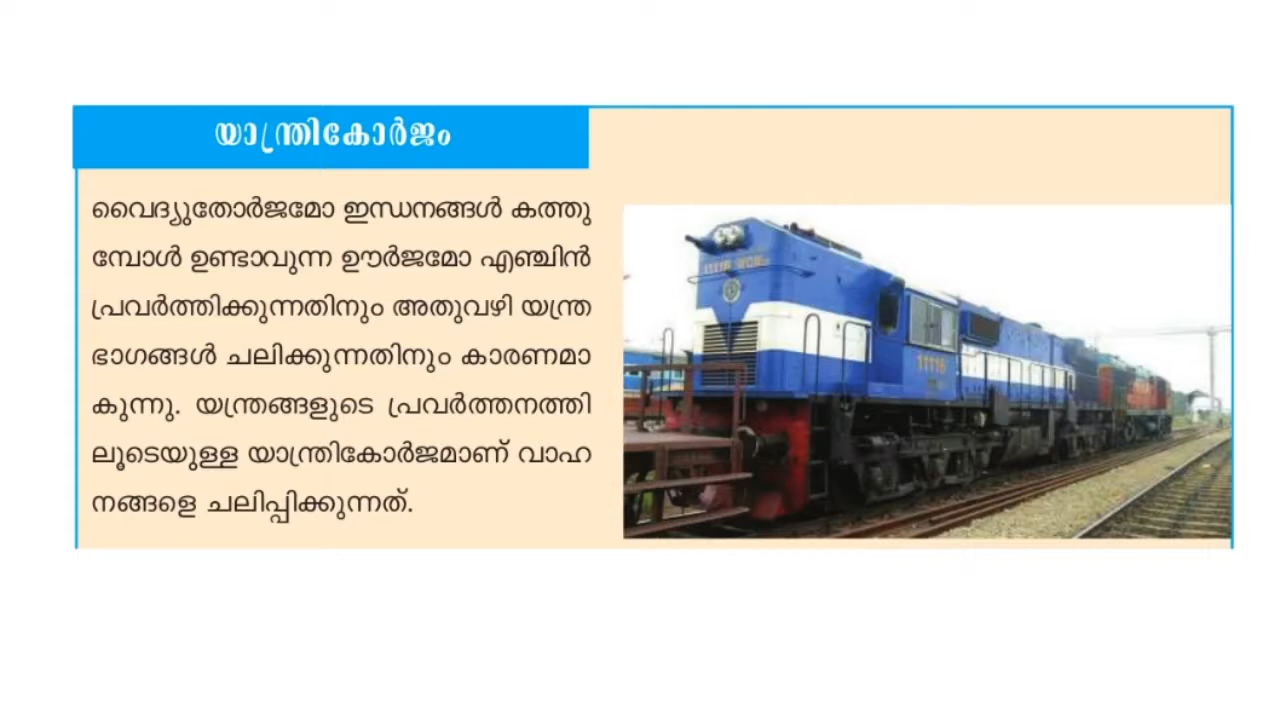 യാന്ത്രികോർജം
വൈദ്യുതോർജമോ ഇന്ധനങ്ങൾ കത്തു
മ്പോൾ ഉണ്ടാവുന്ന ഊർജമോ എഞ്ചിൻ
പ്രവർത്തിക്കുന്നതിനും അതുവഴി യന്ത്ര
ഭാഗങ്ങൾ ചലിക്കുന്നതിനും കാരണമാ
കുന്നു. യന്ത്രങ്ങളുടെ പ്രവർത്തനത്തി
ലൂടെയുള്ള യാന്ത്രികോർജമാണ് വാഹ
നങ്ങളെ ചലിപ്പിക്കുന്നത്.
11116